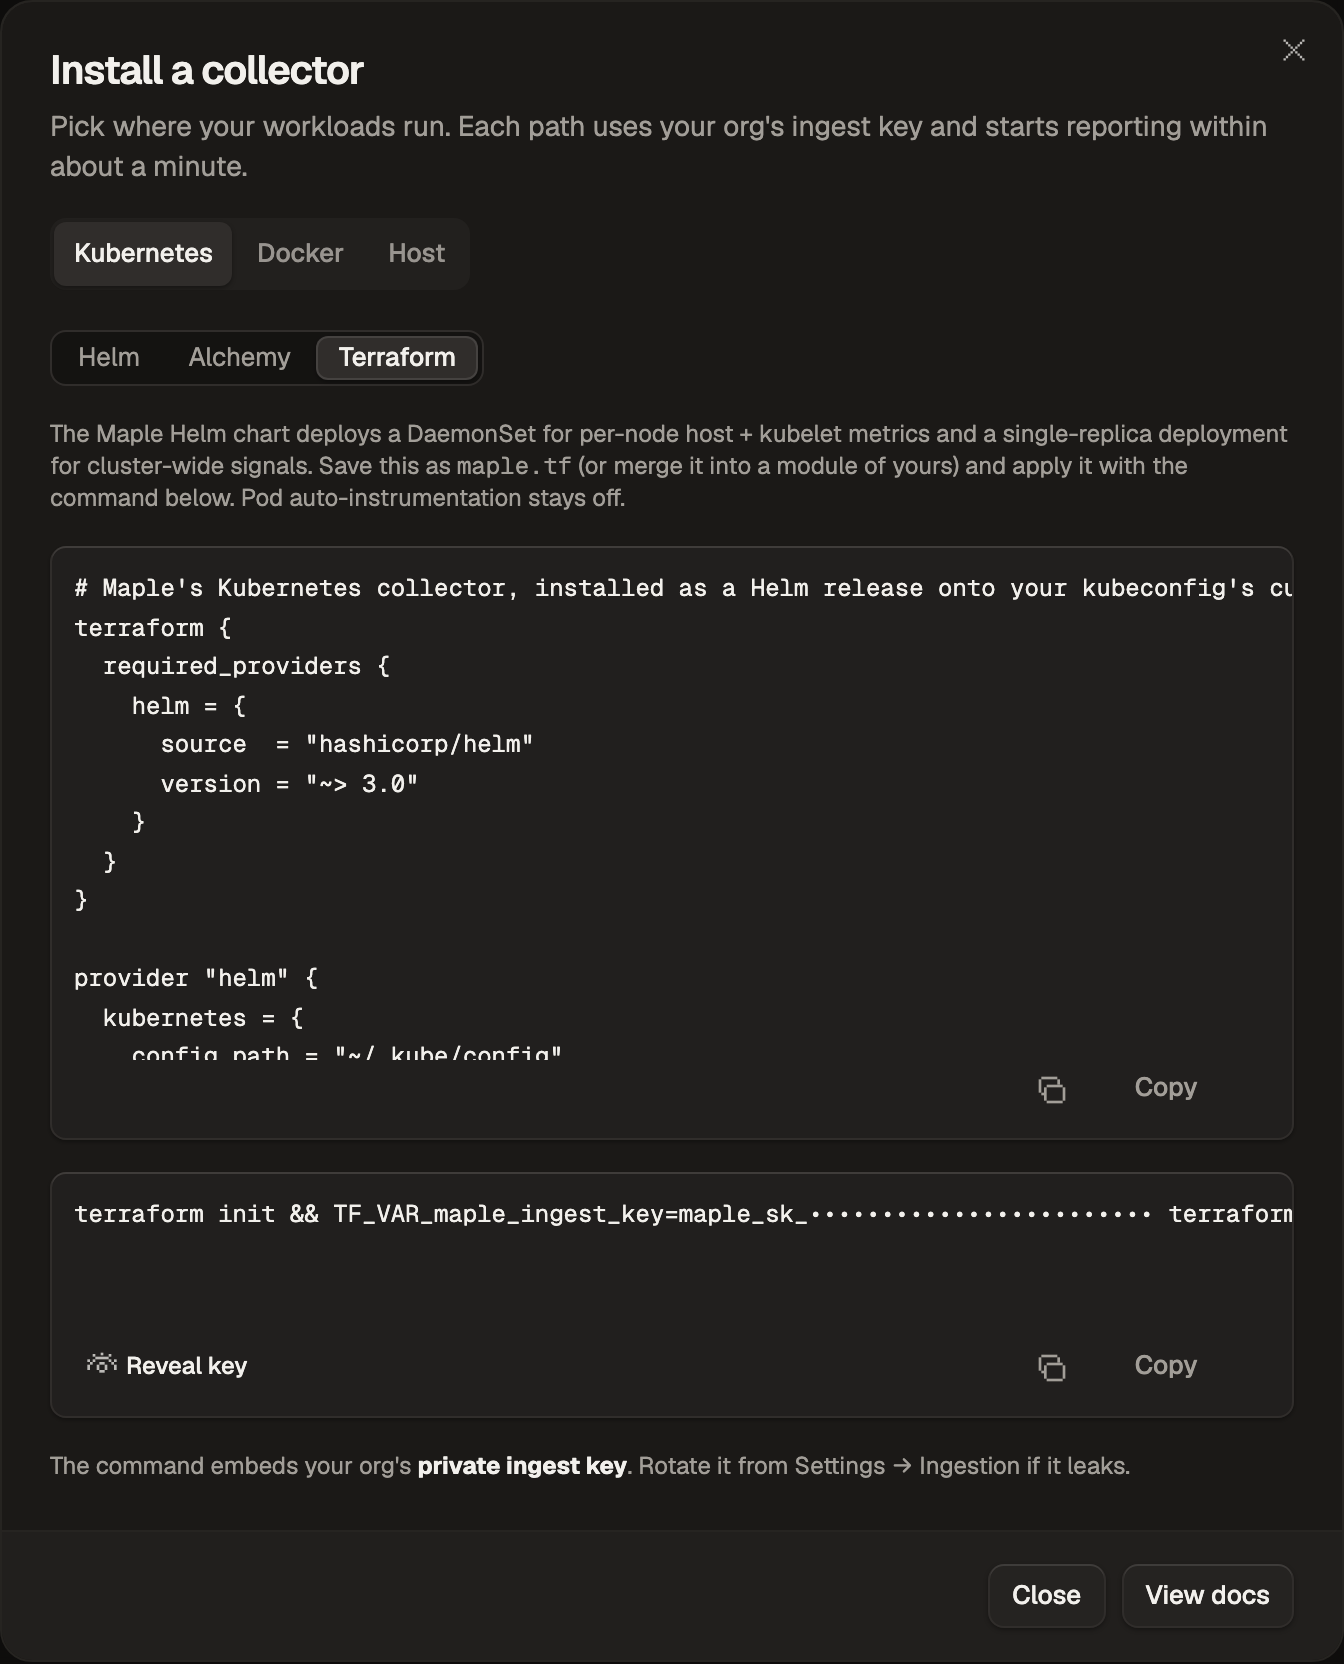 Install a collector
Pick where your workloads run. Each path uses your org's ingest key and starts reporting within
about a minute.
Kubernetes Docker Host
Helm Alchemy Terraform
The Maple Helm chart deploys a DaemonSet for per-node host + kubelet metrics and a single-replica deployment
for cluster-wide signals. Save this as maple.tf (or merge it into a module of yours) and apply it with the
command below. Pod auto-instrumentation stays off.
# Maple's Kubernetes collector, installed as a Helm release onto your kubeconfig's cu
terraform {
  required_providers {
    helm = {
      source  = "hashicorp/helm"
      version = "~> 3.0"
    }
  }
}
provider "helm" {
  kubernetes = {
    config_path = "~/.kube/config"
Copy
terraform init && TF_VAR_maple_ingest_key=maple_sk_•••••••••••••••••••••••• terraform
Reveal key
Copy
The command embeds your org's private ingest key. Rotate it from Settings → Ingestion if it leaks.
Close View docs